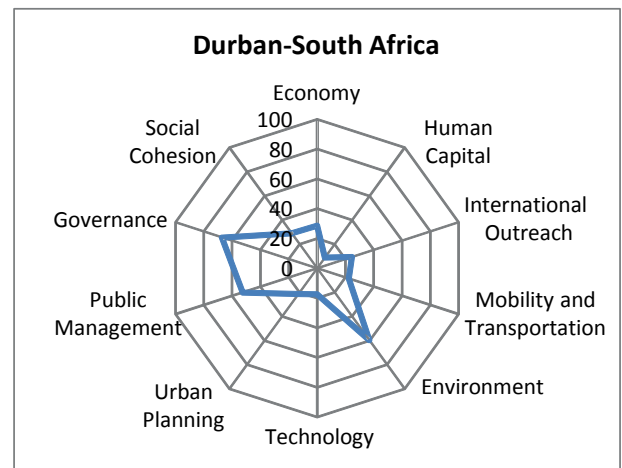 Durban-South Africa
Economy
Human
Capital
International
Outreach
Mobility and
Transportation
Environment
Technology
Urban
Planning
Public
Management
Governance
Social
Cohesion
100
80
60
40
20
0